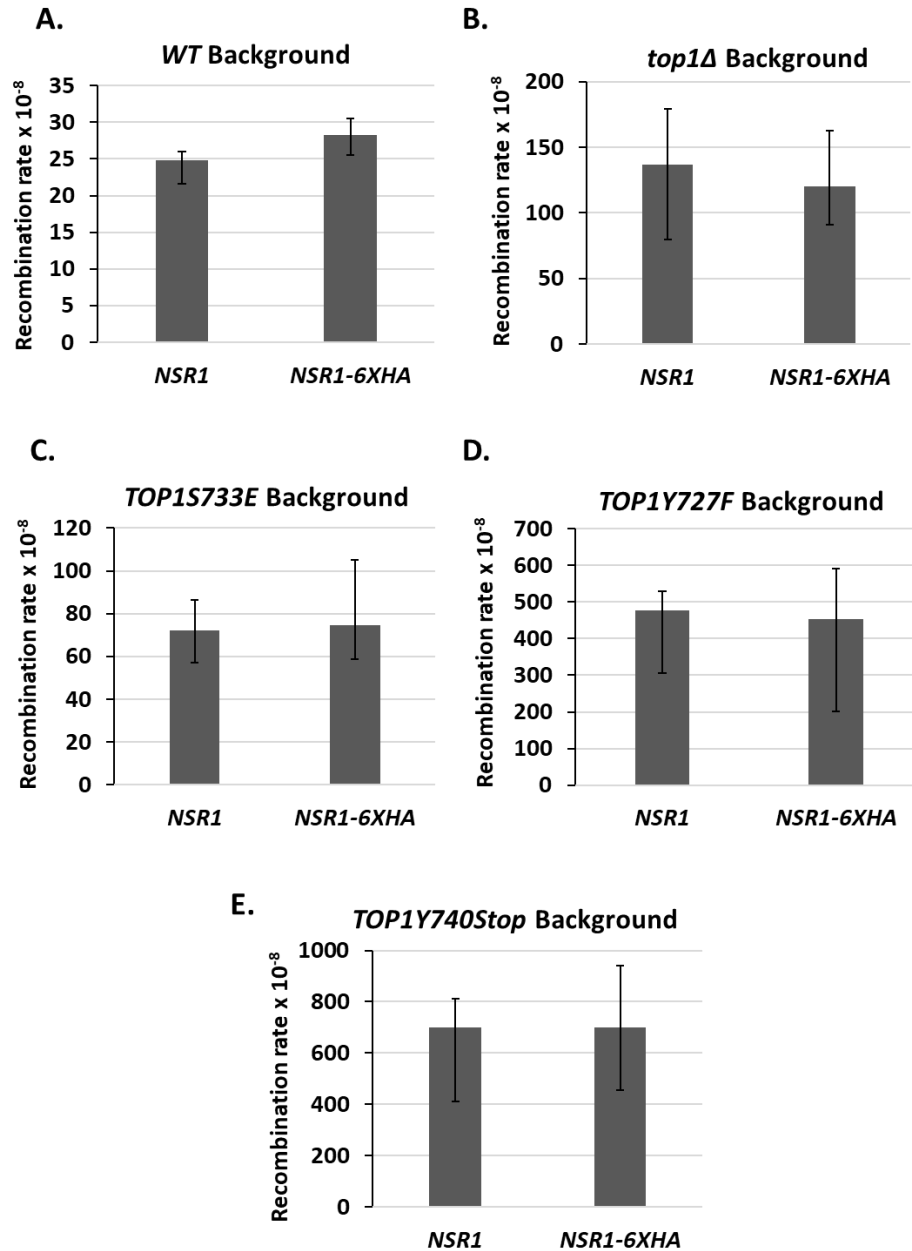 A.
WT Background
Recombination rate x 10-8
35
30
25
20
15
10
5
0
NSR1 NSR1-6XHA
B.
top1Δ Background
Recombination rate x 10-8
200
150
100
50
0
NSR1 NSR1-6XHA
C.
TOP1S733E Background
Recombination rate x 10-8
120
100
80
60
40
20
0
NSR1 NSR1-6XHA
D.
TOP1Y727F Background
Recombination rate x 10-8
700
600
500
400
300
200
100
0
NSR1 NSR1-6XHA
E.
TOP1Y740Stop Background
Recombination rate x 10-8
1000
800
600
400
200
0
NSR1 NSR1-6XHA